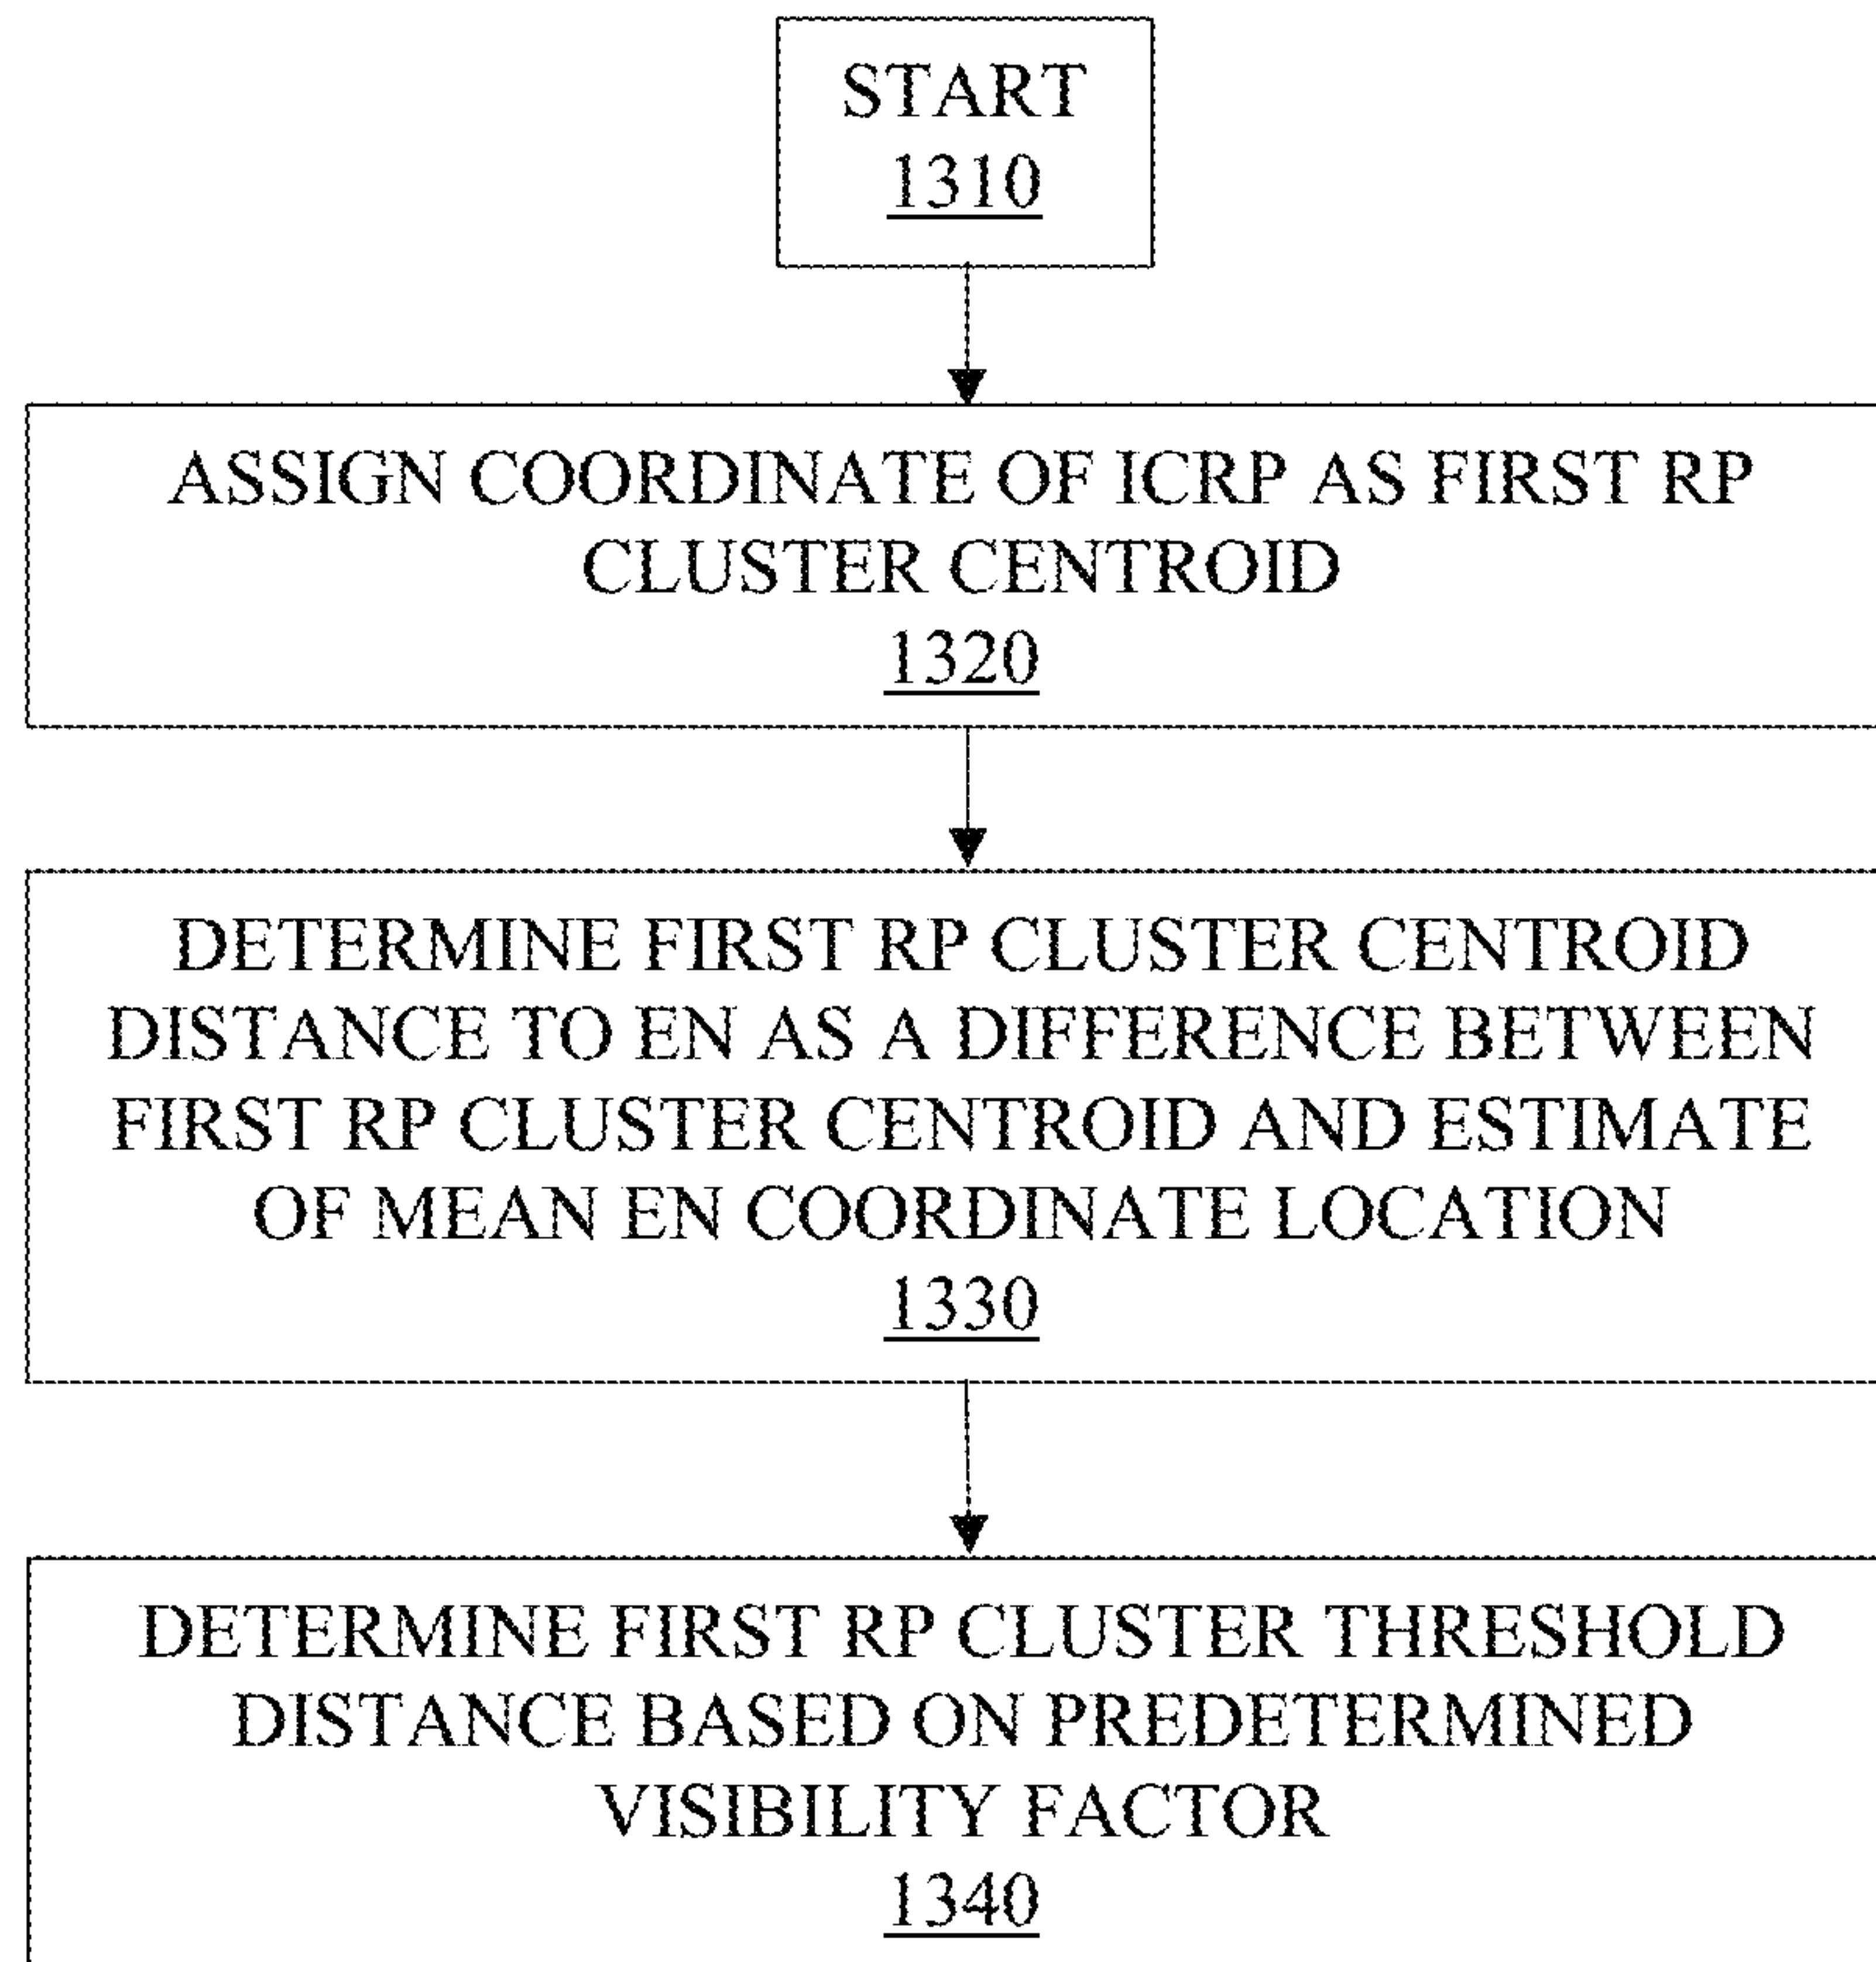 START
1310
ASSIGN COORDINATE OF ICRP AS FIRST RP
CLUSTER CENTROID
1320
DETERMINE FIRST RP CLUSTER CENTROID
DISTANCE TO EN AS A DIFFERENCE BETWEEN
FIRST RP CLUSTER CENTROID AND ESTIMATE
OF MEAN EN COORDINATE LOCATION
1330
DETERMINE FIRST RP CLUSTER THRESHOLD
DISTANCE BASED ON PREDETERMINED
VISIBILITY FACTOR
1340